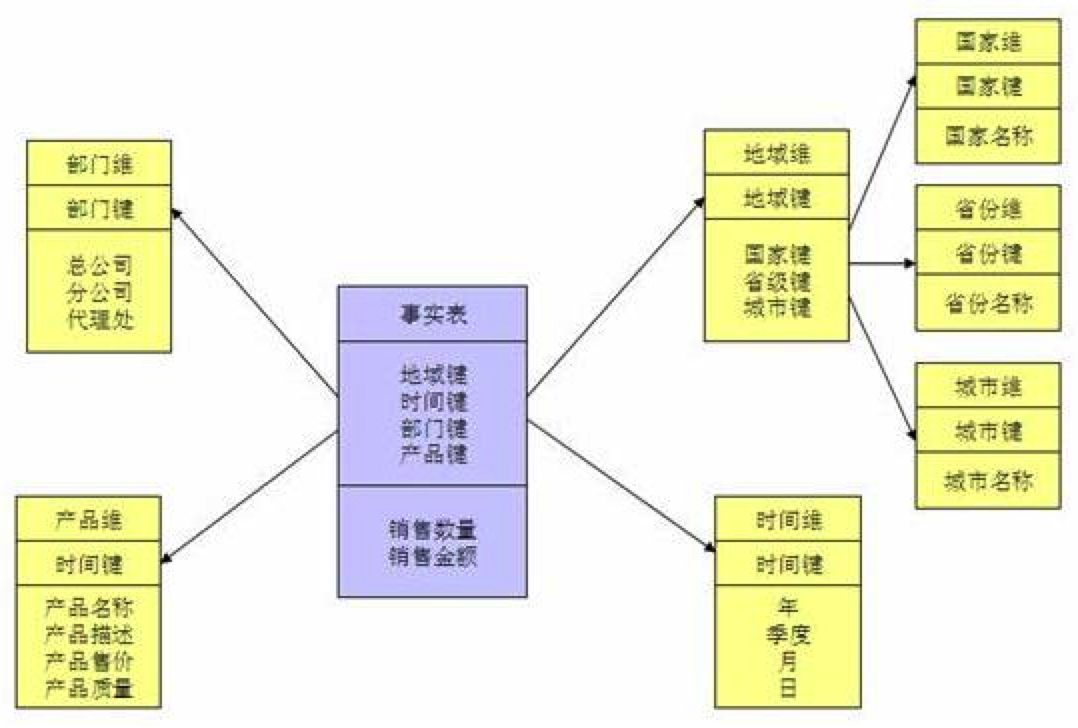 部门维
部门键
总公司
分公司
代理处
产品维
时间键
产品名称
产品描述
产品售价
产品质量
事实表
地域键
时间键
部门键
产品键
销售数量
销售金额
地域维
地域键
国家键
省级键
城市键
时间维
时间键
年
季度
月
日
国家维
国家键
国家名称
省份维
省份键
省份名称
城市维
城市键
城市名称